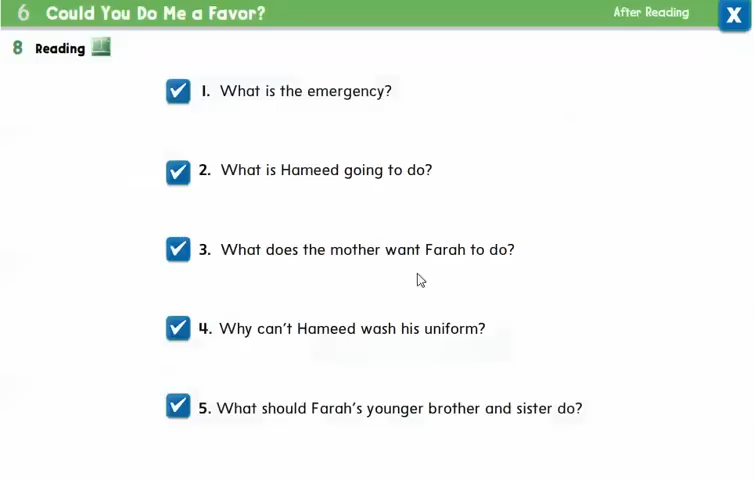 6 Could You Do Me a Favor?
After Reading
X
8 Reading
1. What is the emergency?
2. What is Hameed going to do?
3. What does the mother want Farah to do?
4. Why can't Hameed wash his uniform?
5. What should Farah's younger brother and sister do?